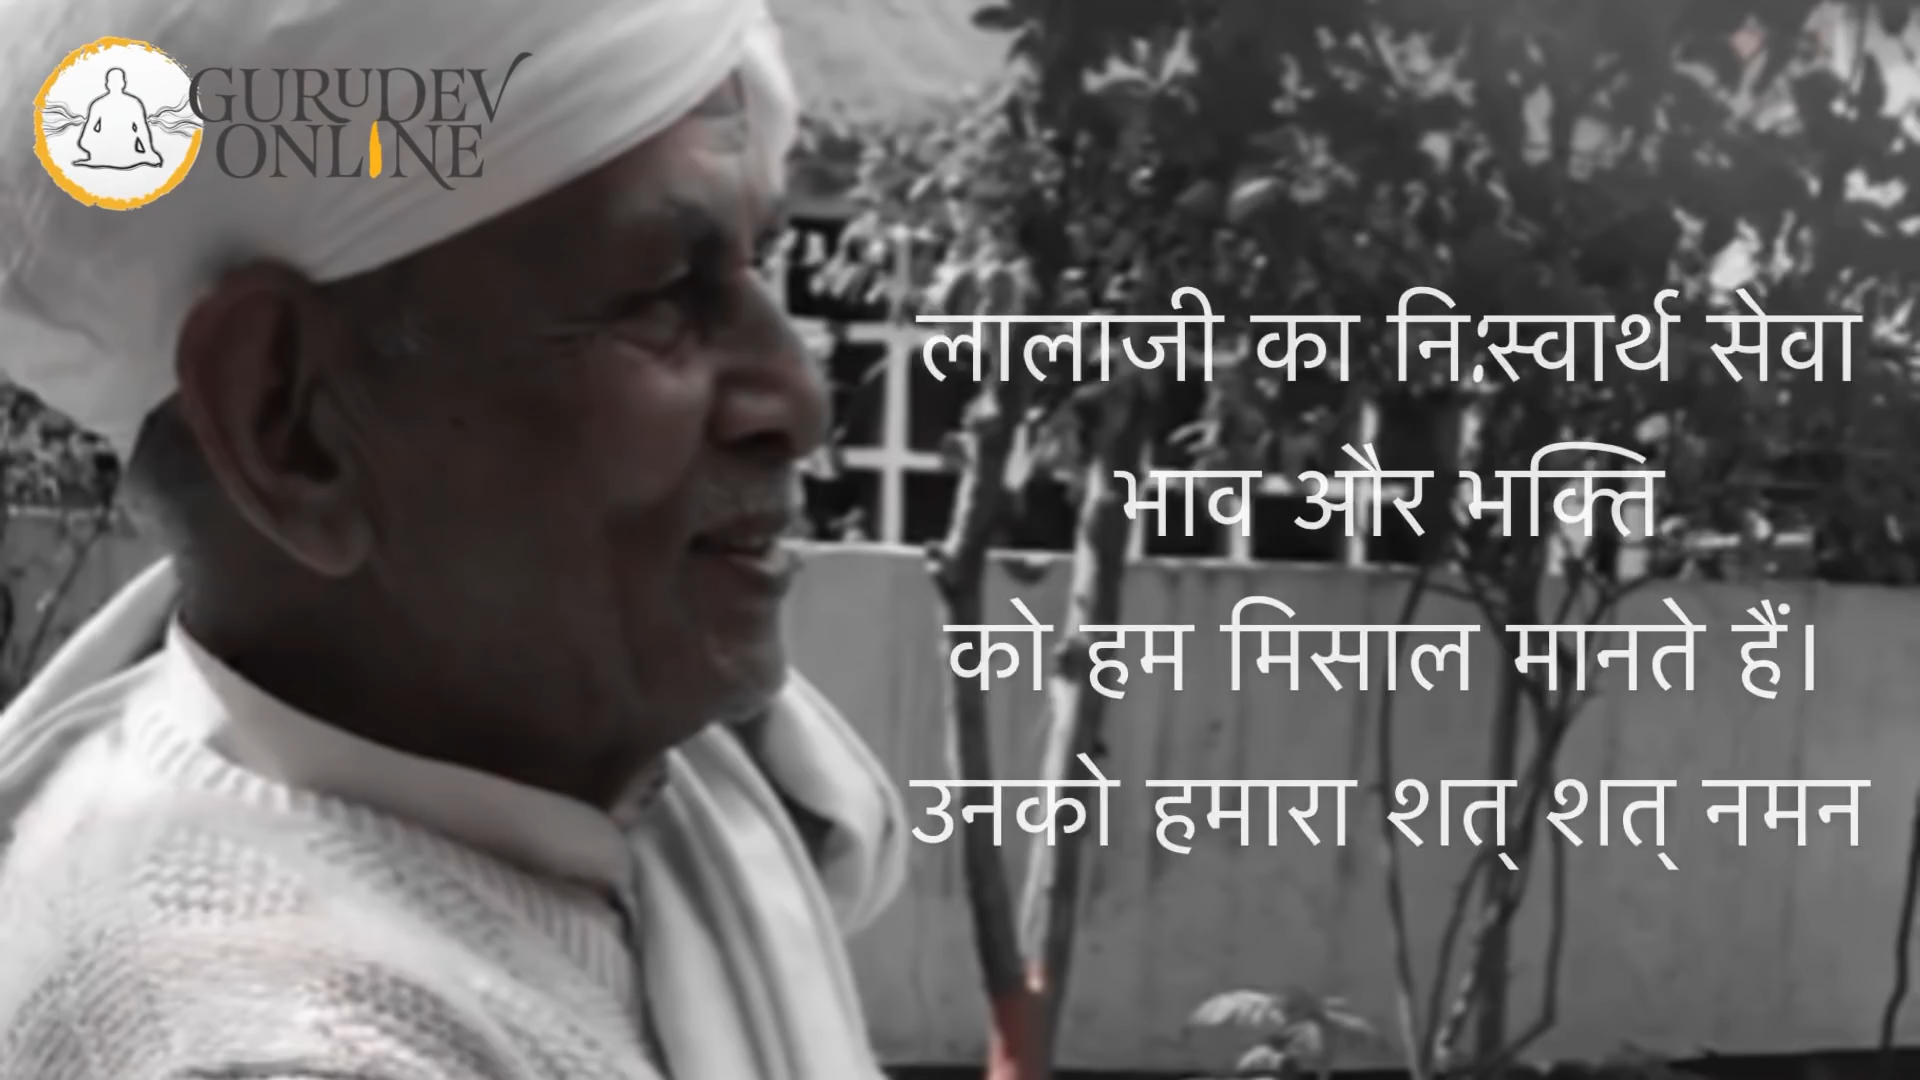 GURUDEV
ONLINE
लालाजी का नि:स्वार्थ सेवा
भाव और भक्ति
को हम मिसाल मानते हैं।
उनको हमारा शत् शत् नमन